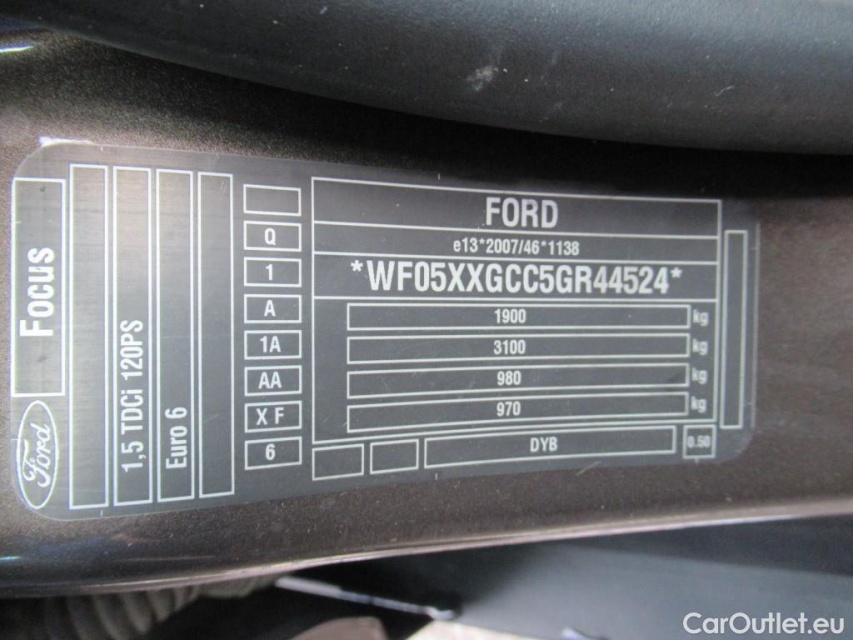 Focus
Ford
1,5 TDCi 120PS
Euro 6
Q
1
A
1A
AA
XF
6
FORD
e13*2007/46*1138
*WF05XXGCC5GR44524*
1900 kg
3100 kg
980 kg
970 kg
DYB
0.50
CarOutlet.eu